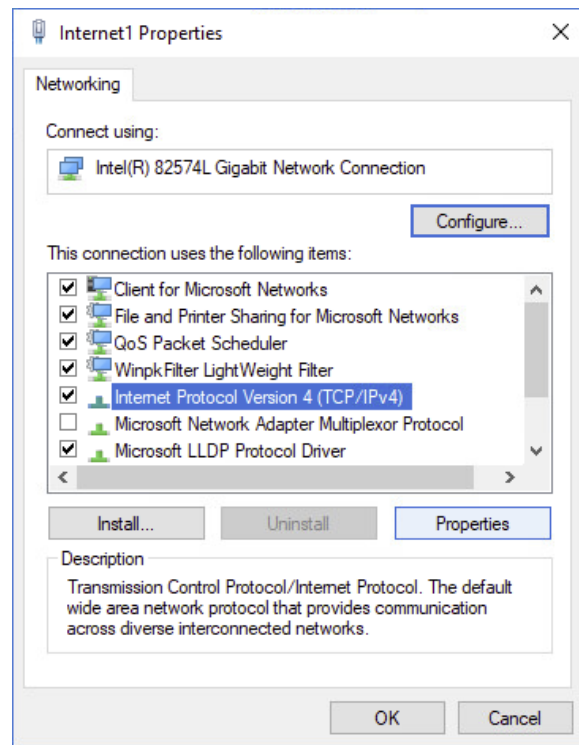 Internet1 Properties
Networking
Connect using:
Intel(R) 82574L Gigabit Network Connection
Configure...
This connection uses the following items:
Client for Microsoft Networks
File and Printer Sharing for Microsoft Networks
QoS Packet Scheduler
WinpkFilter LightWeight Filter
Internet Protocol Version 4 (TCP/IPv4)
Microsoft Network Adapter Multiplexor Protocol
Microsoft LLDP Protocol Driver
Install...
Uninstall
Properties
Description
Transmission Control Protocol/Internet Protocol. The default
wide area network protocol that provides communication
across diverse interconnected networks.
OK
Cancel